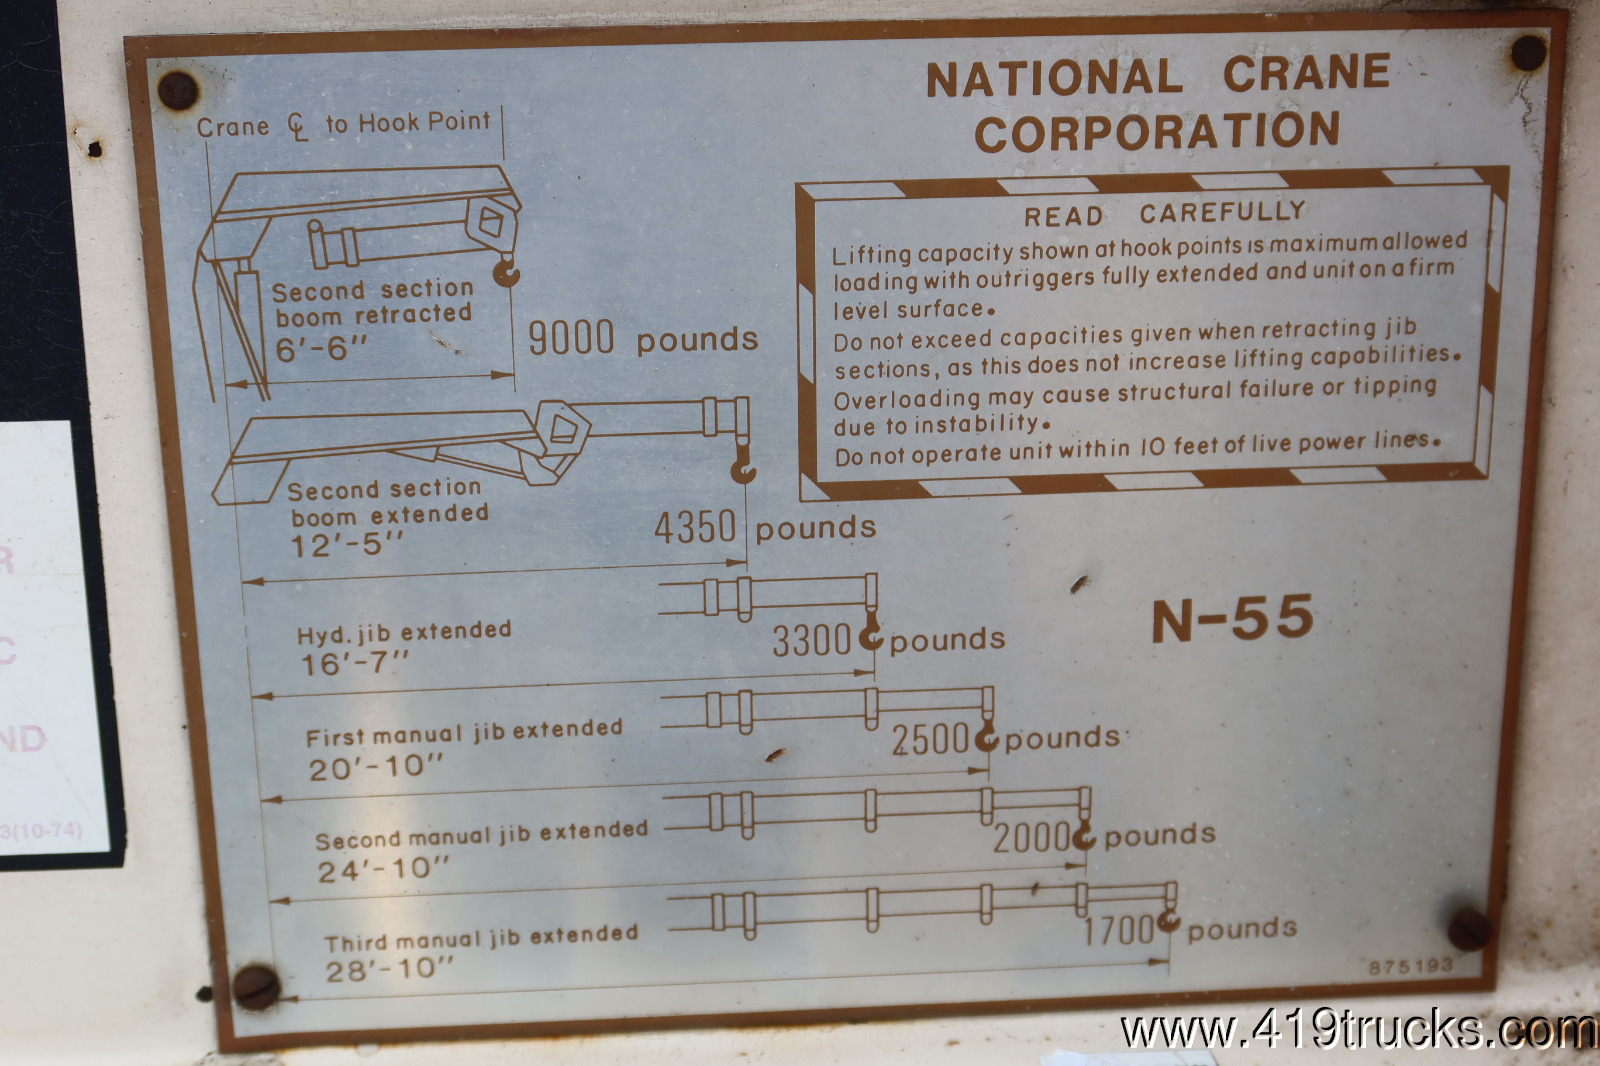 NATIONAL CRANE
CORPORATION
Crane ℄ to Hook Point
READ CAREFULLY
Lifting capacity shown at hook points is maximum allowed
loading with outriggers fully extended and unit on a firm
level surface.
Do not exceed capacities given when retracting jib
sections, as this does not increase lifting capabilities.
Overloading may cause structural failure or tipping
due to instability.
Do not operate unit within 10 feet of live power lines.
Second section
boom retracted
6'-6"
9000 pounds
Second section
boom extended
12'-5"
4350 pounds
Hyd. jib extended
16'-7"
3300 pounds
N-55
First manual jib extended
20'-10"
2500 pounds
Second manual jib extended
24'-10"
2000 pounds
Third manual jib extended
28'-10"
1700 pounds
875193
R
C
ND
3(10-74)
www.419trucks.com